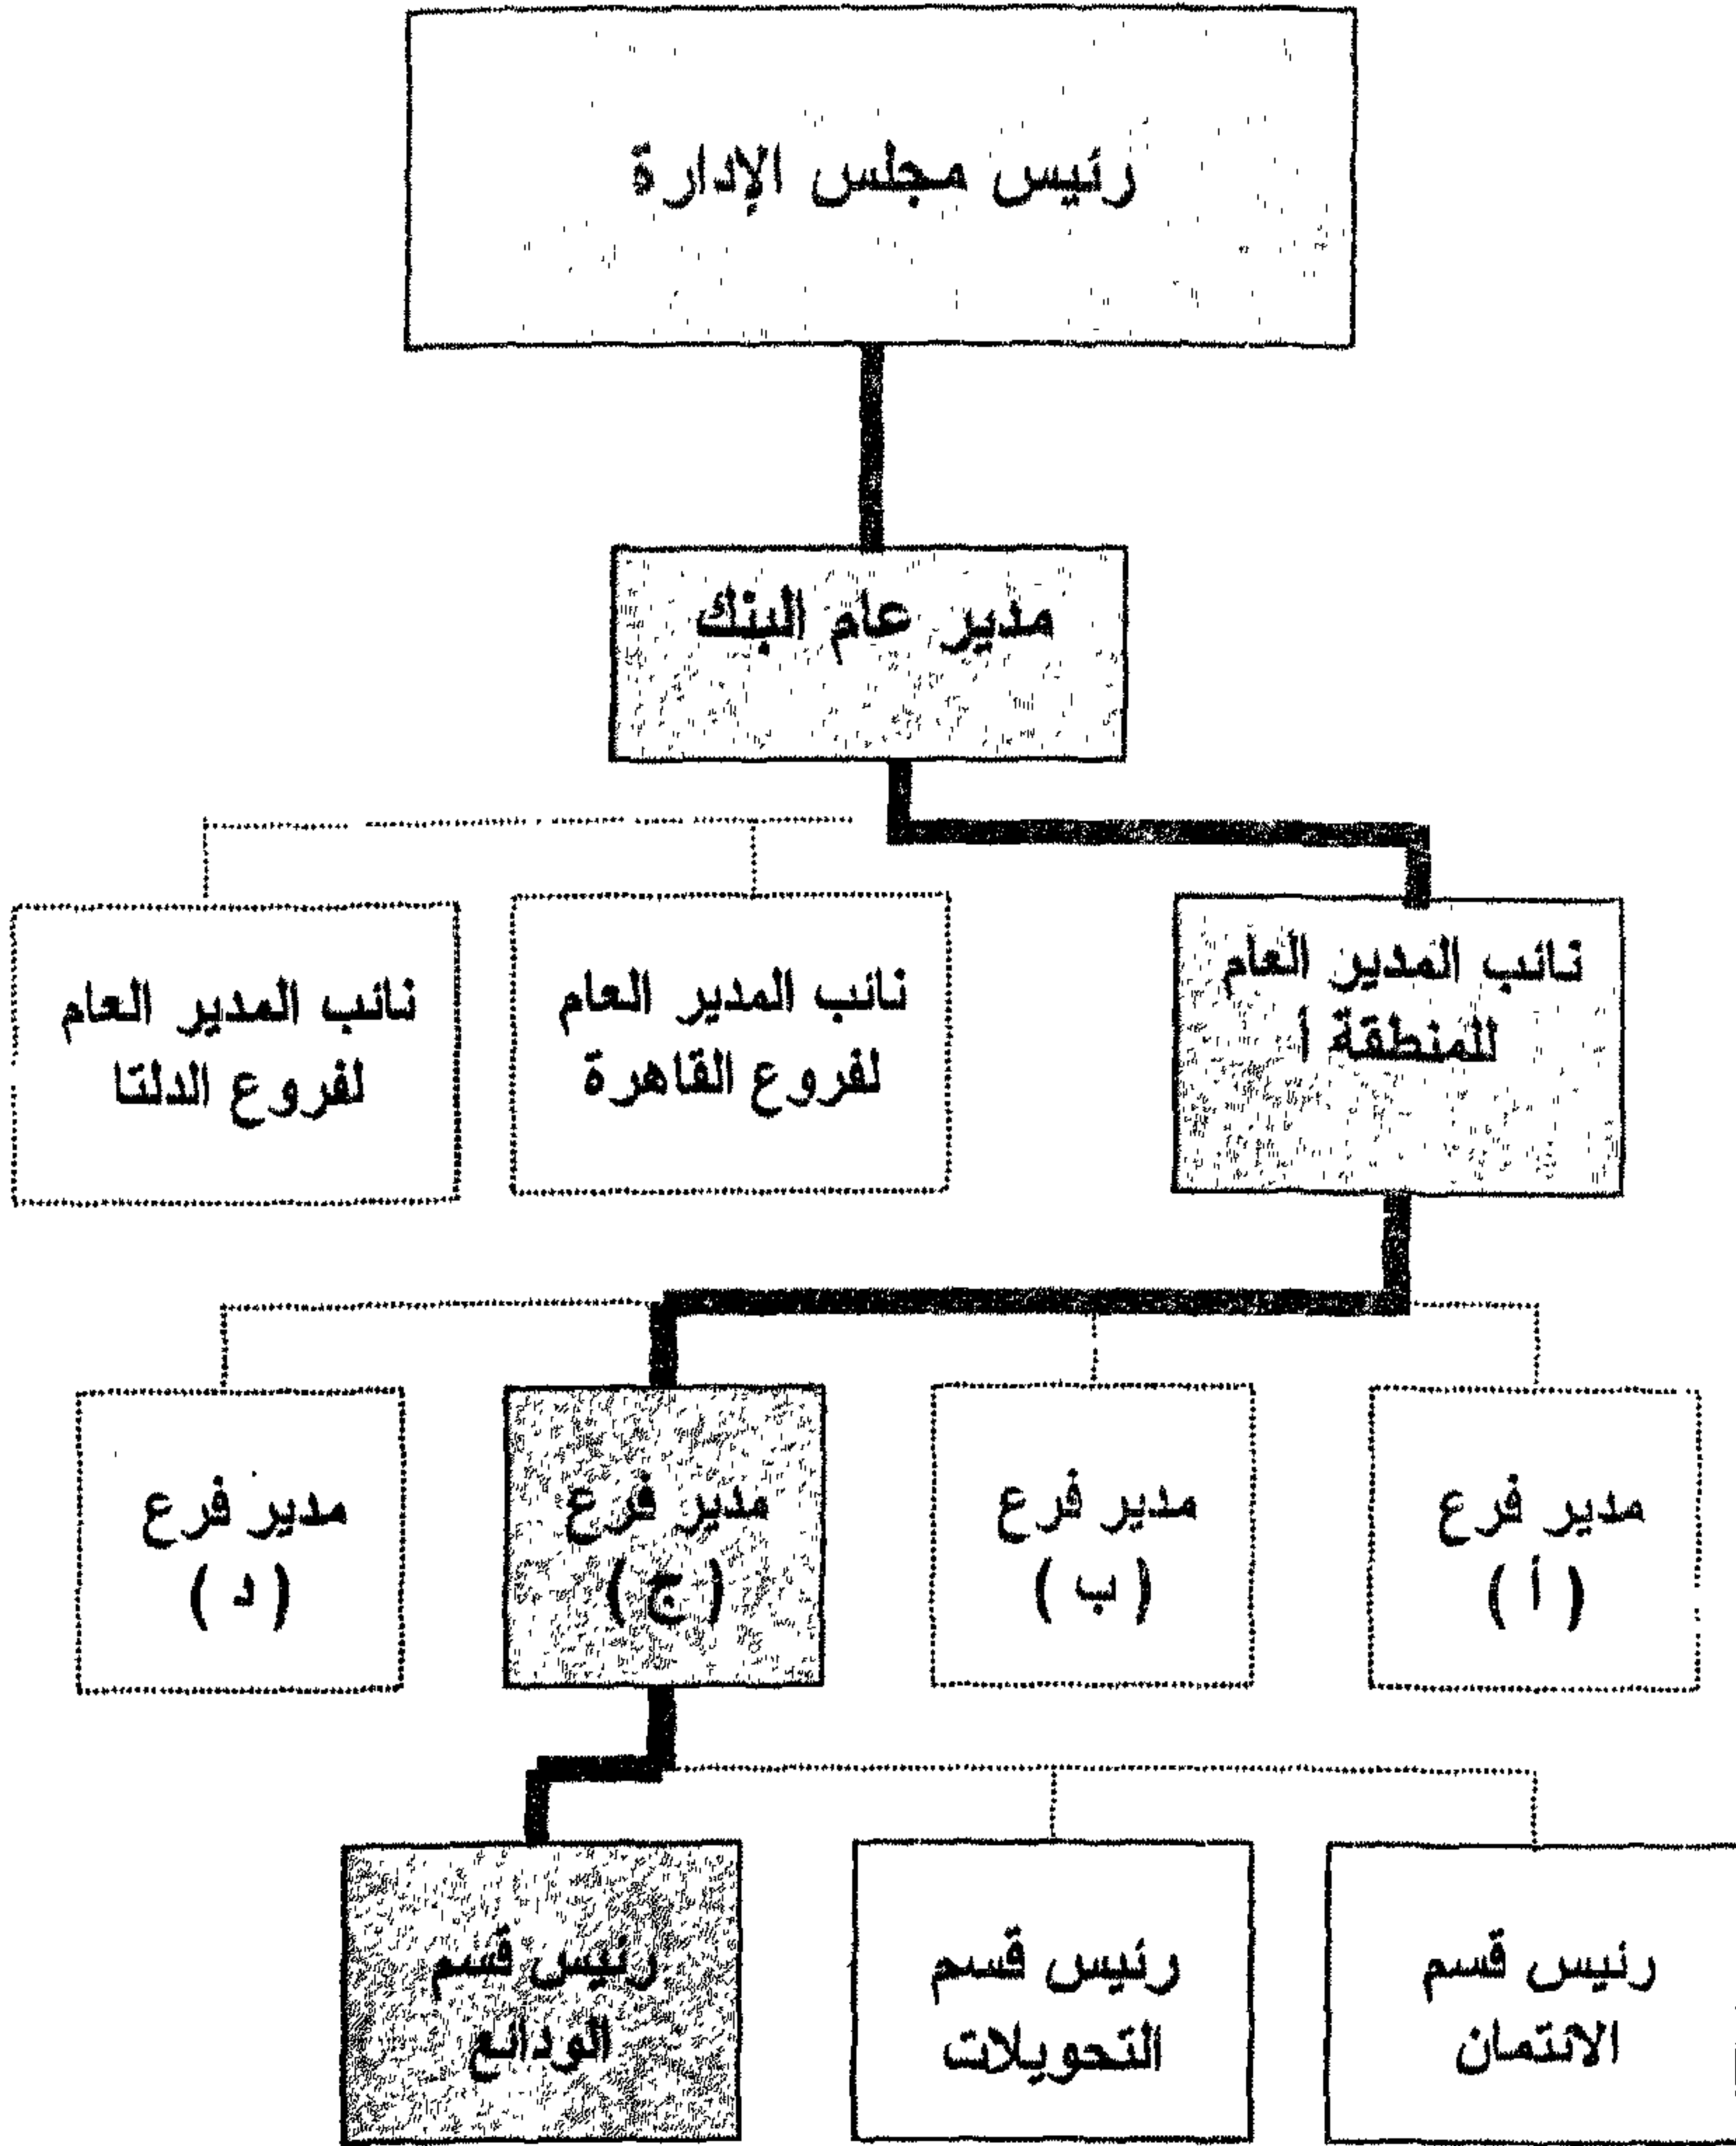 رئيس مجلس الإدارة
مدير عام البنك
نائب المدير العام
للمنطقة أ
نائب المدير العام
لفروع القاهرة
نائب المدير العام
لفروع الدلتا
مدير فرع
( أ )
مدير فرع
( ب )
مدير فرع
( ج )
مدير فرع
( د )
رئيس قسم
الائتمان
رئيس قسم
التحويلات
رئيس قسم
الودائع